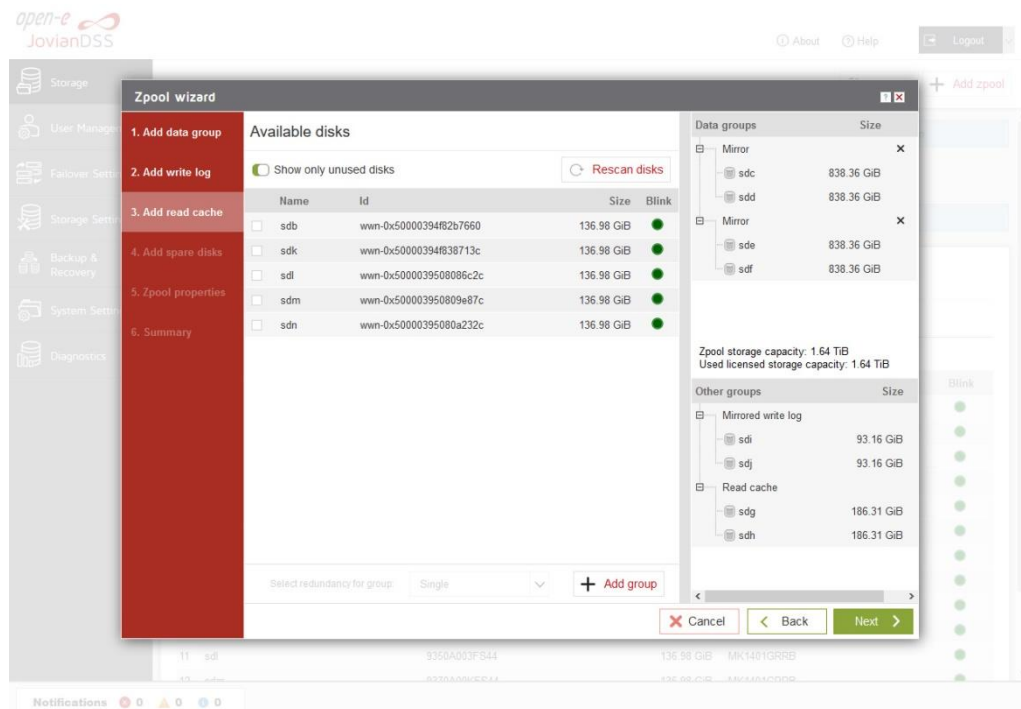 open-e
JovianDSS
About
Help
Logout
Storage
Add zpool
User Manage
Failover Setti
Storage Settin
Backup &
Recovery
System Settin
Diagnostics
Zpool wizard
1. Add data group
2. Add write log
3. Add read cache
4. Add spare disks
5. Zpool properties
6. Summary
Available disks
Show only unused disks
Rescan disks
Name Id Size Blink
sdb wwn-0x50000394f82b7660 136.98 GiB
sdk wwn-0x50000394f838713c 136.98 GiB
sdl wwn-0x5000039508086c2c 136.98 GiB
sdm wwn-0x500003950809e87c 136.98 GiB
sdn wwn-0x50000395080a232c 136.98 GiB
Select redundancy for group: Single
Add group
Data groups Size
Mirror
sdc 838.36 GiB
sdd 838.36 GiB
Mirror
sde 838.36 GiB
sdf 838.36 GiB
Zpool storage capacity: 1.64 TiB
Used licensed storage capacity: 1.64 TiB
Other groups Size
Mirrored write log
sdi 93.16 GiB
sdj 93.16 GiB
Read cache
sdg 186.31 GiB
sdh 186.31 GiB
Cancel
Back
Next
Blink
11 sdl 9350A003FS44 136.98 GiB MK1401GRRB
Notifications 0 0 0